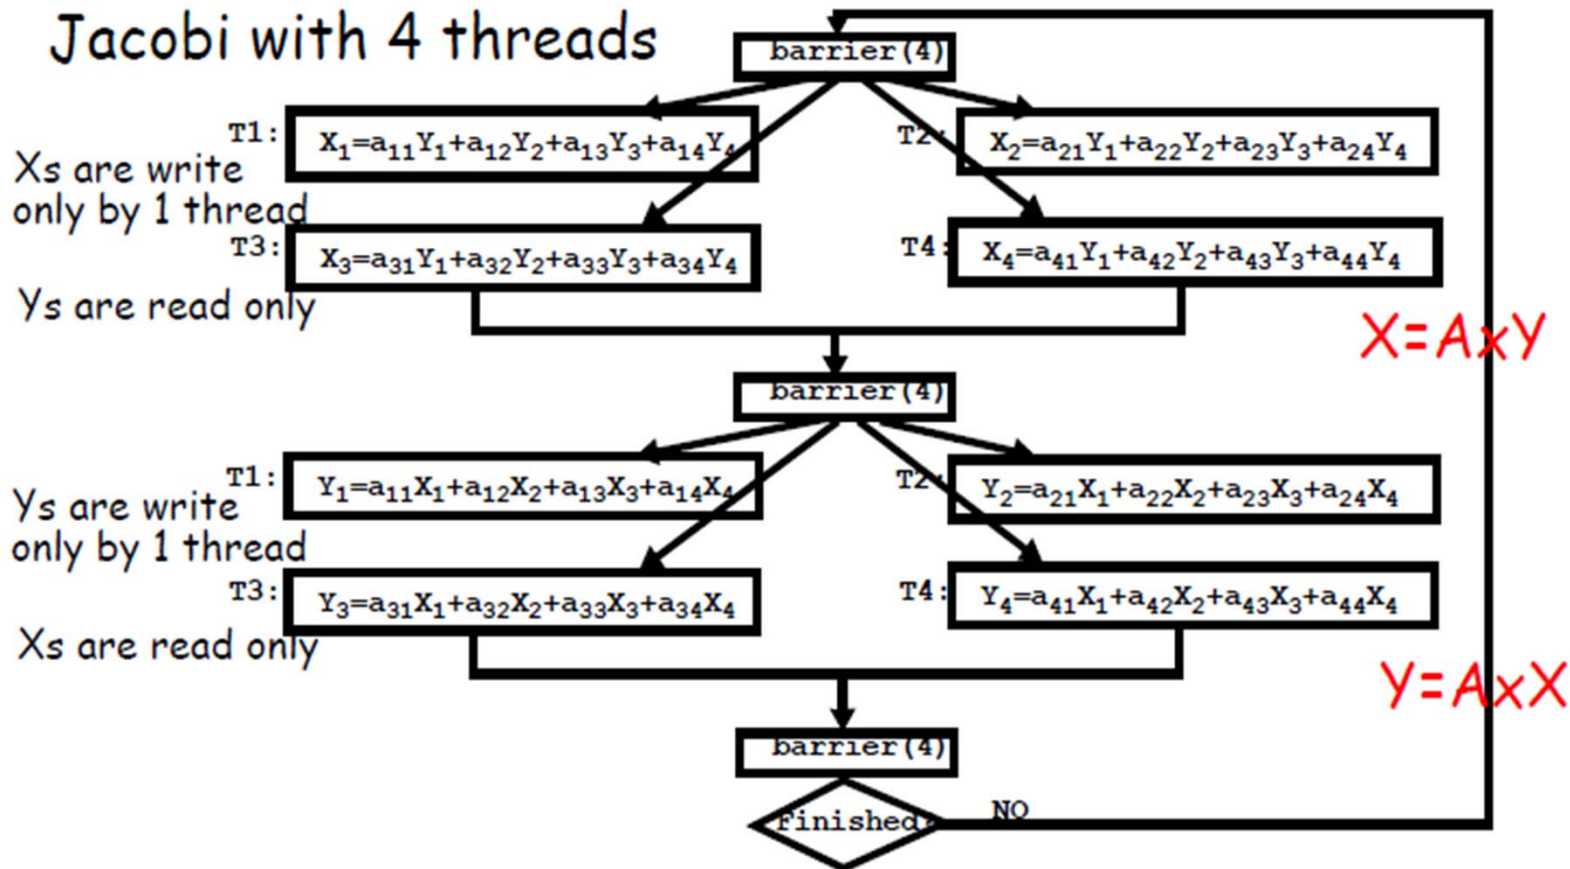 Jacobi with 4 threads
barrier(4)
T1: X₁=a₁₁Y₁+a₁₂Y₂+a₁₃Y₃+a₁₄Y₄
T2: X₂=a₂₁Y₁+a₂₂Y₂+a₂₃Y₃+a₂₄Y₄
Xs are write
only by 1 thread
T3: X₃=a₃₁Y₁+a₃₂Y₂+a₃₃Y₃+a₃₄Y₄
T4: X₄=a₄₁Y₁+a₄₂Y₂+a₄₃Y₃+a₄₄Y₄
Ys are read only
X=AxY
barrier(4)
T1: Y₁=a₁₁X₁+a₁₂X₂+a₁₃X₃+a₁₄X₄
T2: Y₂=a₂₁X₁+a₂₂X₂+a₂₃X₃+a₂₄X₄
Ys are write
only by 1 thread
T3: Y₃=a₃₁X₁+a₃₂X₂+a₃₃X₃+a₃₄X₄
T4: Y₄=a₄₁X₁+a₄₂X₂+a₄₃X₃+a₄₄X₄
Xs are read only
Y=AxX
barrier(4)
Finished?
NO